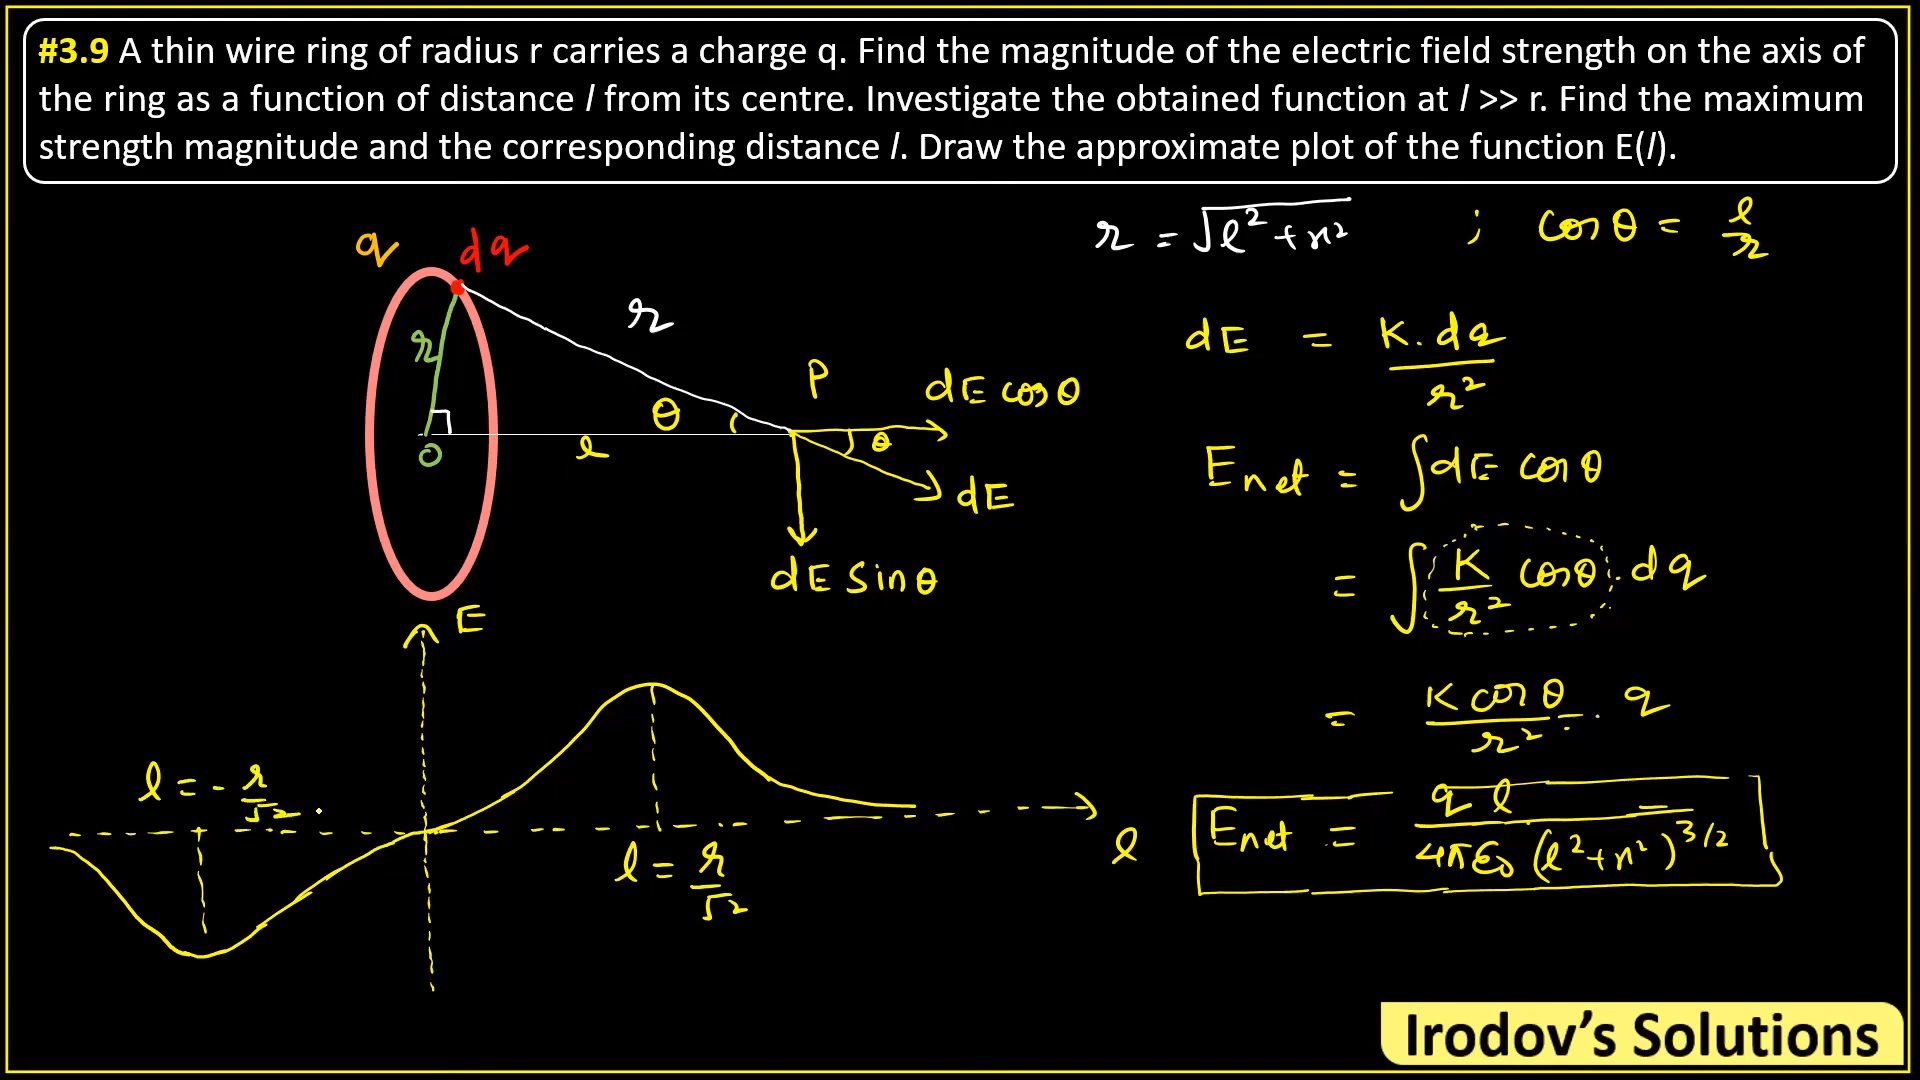 #3.9 A thin wire ring of radius r carries a charge q. Find the magnitude of the electric field strength on the axis of
the ring as a function of distance l from its centre. Investigate the obtained function at l >> r. Find the maximum
strength magnitude and the corresponding distance l. Draw the approximate plot of the function E(l).
r = √(l² + r²) ; cosθ = l/r
q dq
r
r
P
θ
dE cosθ
θ
O
l
dE
dE sinθ
dE = K.dq/r²
E net = ∫dE cosθ
= ∫ K/r² cosθ . dq
= K cosθ/r² . q
E net = q l / 4πε₀ (l² + r²)^3/2
E
l = - r/√2
l = r/√2
l
Irodov's Solutions